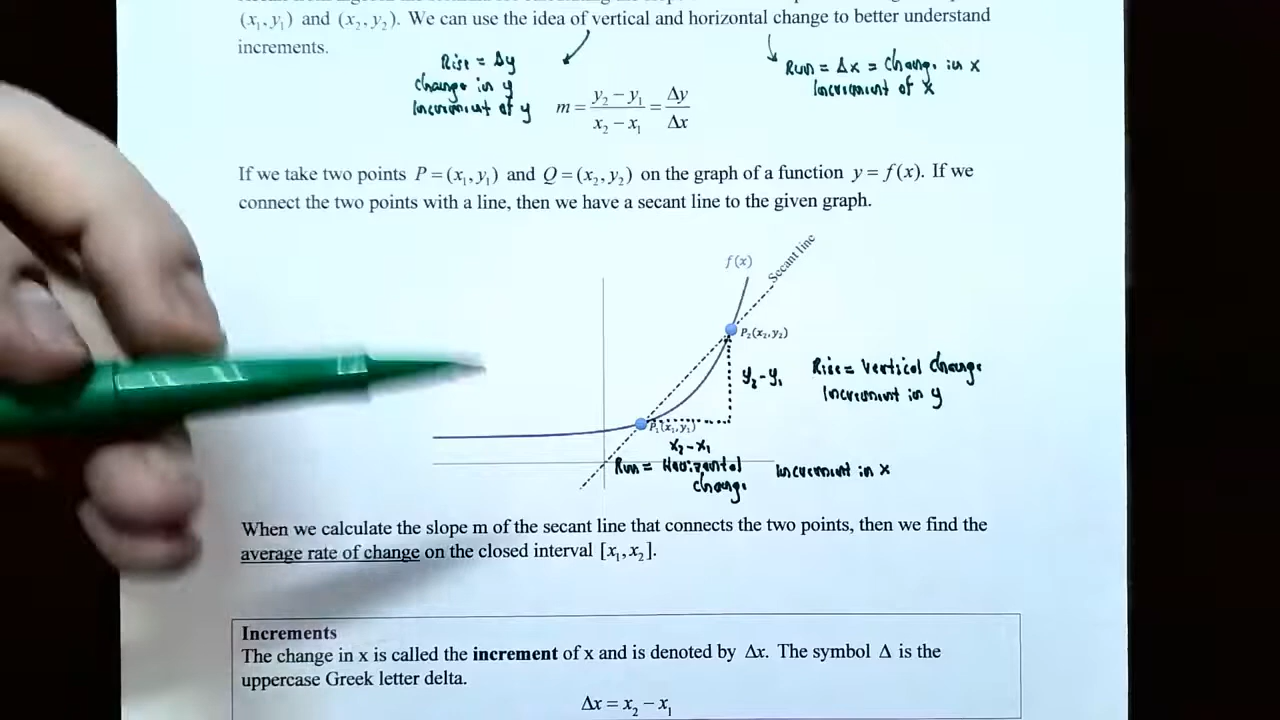 (x₁, y₁) and (x₂, y₂). We can use the idea of vertical and horizontal change to better understand
increments.
Rise = Δy
change in y
Increment of y
Run = Δx = change in x
Increment of x
m = (y₂ − y₁)/(x₂ − x₁) = Δy/Δx
If we take two points P = (x₁, y₁) and Q = (x₂, y₂) on the graph of a function y = f(x). If we
connect the two points with a line, then we have a secant line to the given graph.
f(x)
Secant line
P₂(x₂, y₂)
y₂-y₁
Rise = Vertical Change
Increment in y
P₁(x₁, y₁)
x₂-x₁
Run = Horizontal
change
Increment in x
When we calculate the slope m of the secant line that connects the two points, then we find the
average rate of change on the closed interval [x₁, x₂].
Increments
The change in x is called the increment of x and is denoted by Δx. The symbol Δ is the
uppercase Greek letter delta.
Δx = x₂ − x₁